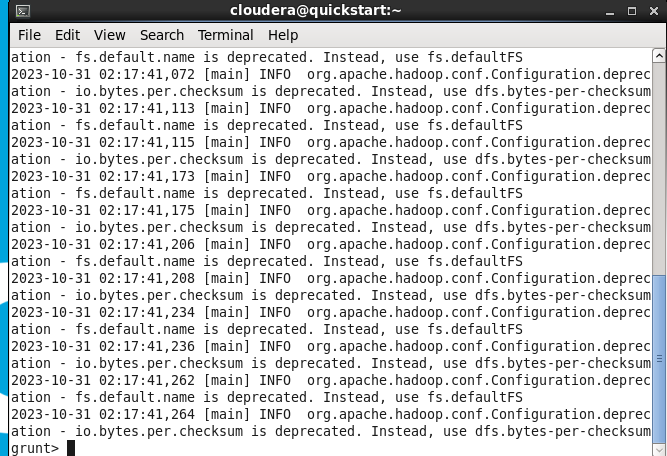 cloudera@quickstart:~
File Edit View Search Terminal Help
ation - fs.default.name is deprecated. Instead, use fs.defaultFS
2023-10-31 02:17:41,072 [main] INFO  org.apache.hadoop.conf.Configuration.deprec
ation - io.bytes.per.checksum is deprecated. Instead, use dfs.bytes-per-checksum
2023-10-31 02:17:41,113 [main] INFO  org.apache.hadoop.conf.Configuration.deprec
ation - fs.default.name is deprecated. Instead, use fs.defaultFS
2023-10-31 02:17:41,115 [main] INFO  org.apache.hadoop.conf.Configuration.deprec
ation - io.bytes.per.checksum is deprecated. Instead, use dfs.bytes-per-checksum
2023-10-31 02:17:41,173 [main] INFO  org.apache.hadoop.conf.Configuration.deprec
ation - fs.default.name is deprecated. Instead, use fs.defaultFS
2023-10-31 02:17:41,175 [main] INFO  org.apache.hadoop.conf.Configuration.deprec
ation - io.bytes.per.checksum is deprecated. Instead, use dfs.bytes-per-checksum
2023-10-31 02:17:41,206 [main] INFO  org.apache.hadoop.conf.Configuration.deprec
ation - fs.default.name is deprecated. Instead, use fs.defaultFS
2023-10-31 02:17:41,208 [main] INFO  org.apache.hadoop.conf.Configuration.deprec
ation - io.bytes.per.checksum is deprecated. Instead, use dfs.bytes-per-checksum
2023-10-31 02:17:41,234 [main] INFO  org.apache.hadoop.conf.Configuration.deprec
ation - fs.default.name is deprecated. Instead, use fs.defaultFS
2023-10-31 02:17:41,236 [main] INFO  org.apache.hadoop.conf.Configuration.deprec
ation - io.bytes.per.checksum is deprecated. Instead, use dfs.bytes-per-checksum
2023-10-31 02:17:41,262 [main] INFO  org.apache.hadoop.conf.Configuration.deprec
ation - fs.default.name is deprecated. Instead, use fs.defaultFS
2023-10-31 02:17:41,264 [main] INFO  org.apache.hadoop.conf.Configuration.deprec
ation - io.bytes.per.checksum is deprecated. Instead, use dfs.bytes-per-checksum
grunt>